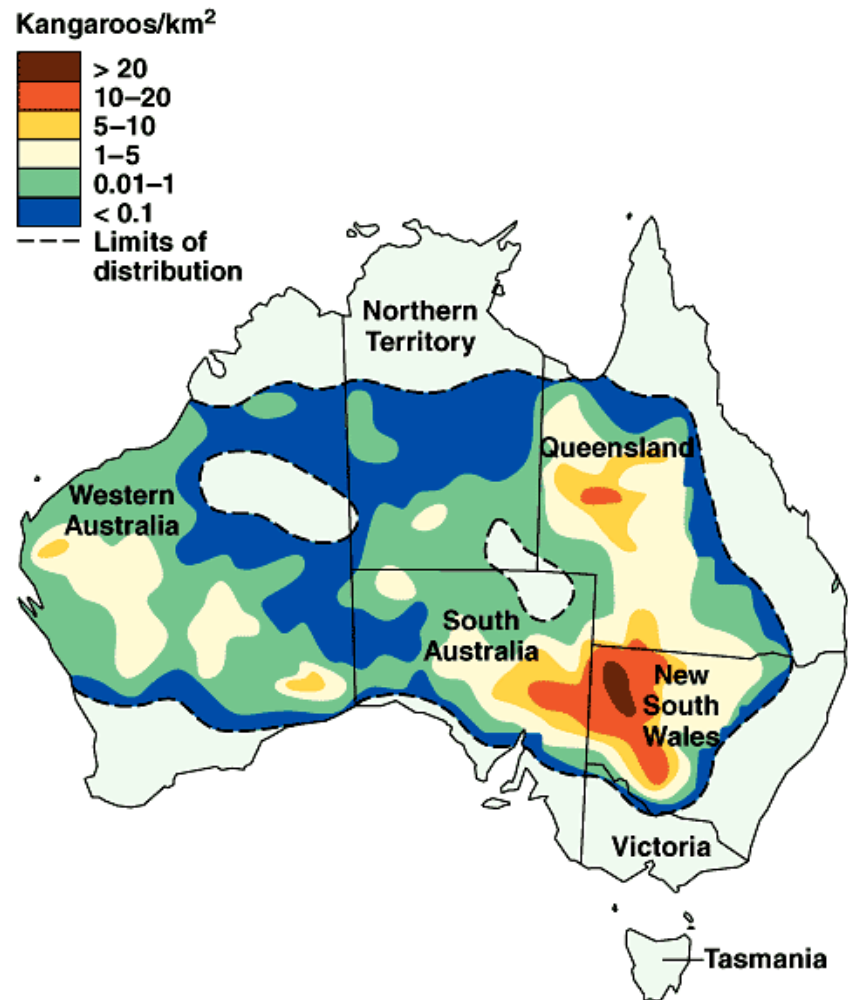 Kangaroos/km²
> 20
10–20
5–10
1–5
0.01–1
< 0.1
Limits of
distribution
Northern
Territory
Queensland
Western
Australia
South
Australia
New
South
Wales
Victoria
Tasmania